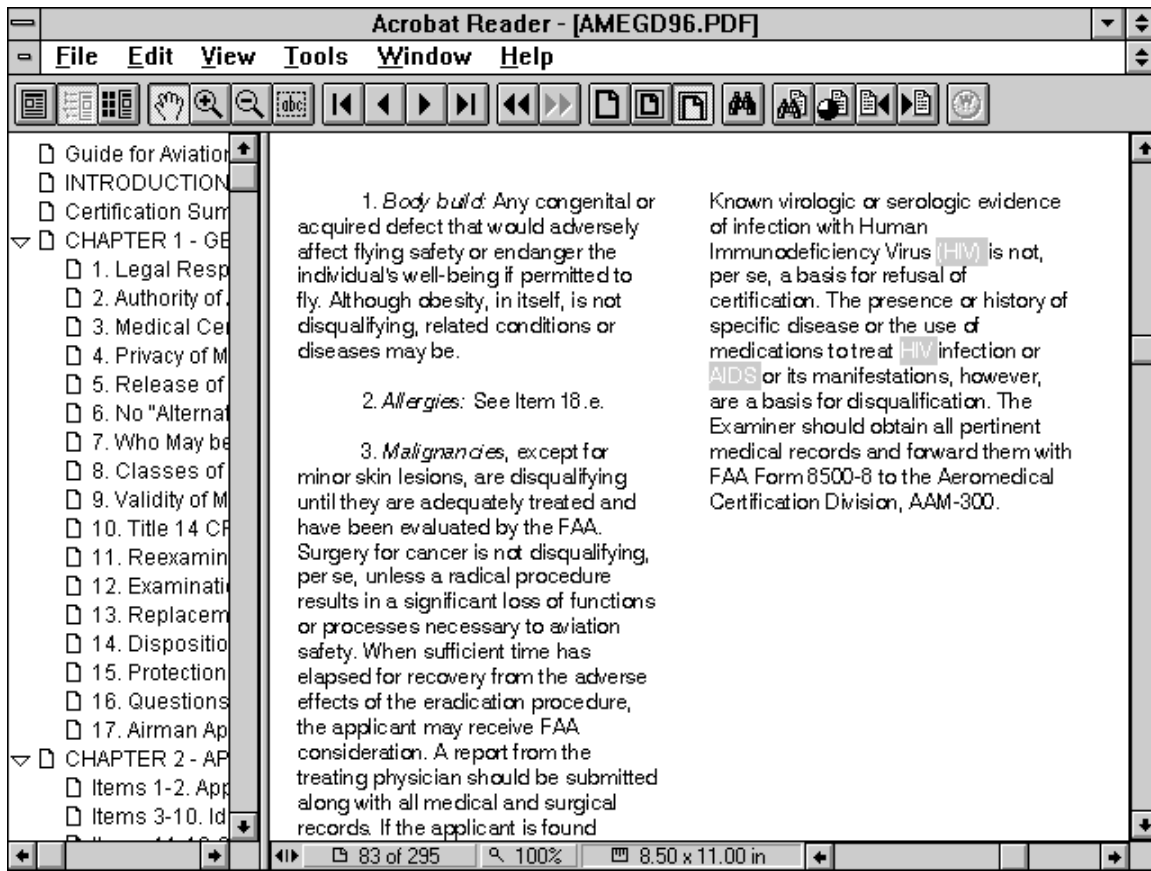 Acrobat Reader - [AMEGD96.PDF]
File Edit View Tools Window Help
abc
Guide for Aviation
INTRODUCTION
Certification Sum
CHAPTER 1 - GE
1. Legal Resp
2. Authority of
3. Medical Cer
4. Privacy of M
5. Release of
6. No "Alternat
7. Who May be
8. Classes of
9. Validity of M
10. Title 14 CF
11. Reexamin
12. Examinati
13. Replacem
14. Dispositio
15. Protection
16. Questions
17. Airman Ap
CHAPTER 2 - AP
Items 1-2. App
Items 3-10. Id
1. Body build: Any congenital or
acquired defect that would adversely
affect flying safety or endanger the
individual's well-being if permitted to
fly. Although obesity, in itself, is not
disqualifying, related conditions or
diseases may be.
2. Allergies: See Item 18.e.
3. Malignancies, except for
minor skin lesions, are disqualifying
until they are adequately treated and
have been evaluated by the FAA.
Surgery for cancer is not disqualifying,
per se, unless a radical procedure
results in a significant loss of functions
or processes necessary to aviation
safety. When sufficient time has
elapsed for recovery from the adverse
effects of the eradication procedure,
the applicant may receive FAA
consideration. A report from the
treating physician should be submitted
along with all medical and surgical
records. If the applicant is found
Known virologic or serologic evidence
of infection with Human
Immunodeficiency Virus (HIV) is not,
per se, a basis for refusal of
certification. The presence or history of
specific disease or the use of
medications to treat HIV infection or
AIDS or its manifestations, however,
are a basis for disqualification. The
Examiner should obtain all pertinent
medical records and forward them with
FAA Form 8500-8 to the Aeromedical
Certification Division, AAM-300.
83 of 295 100% 8.50 x 11.00 in